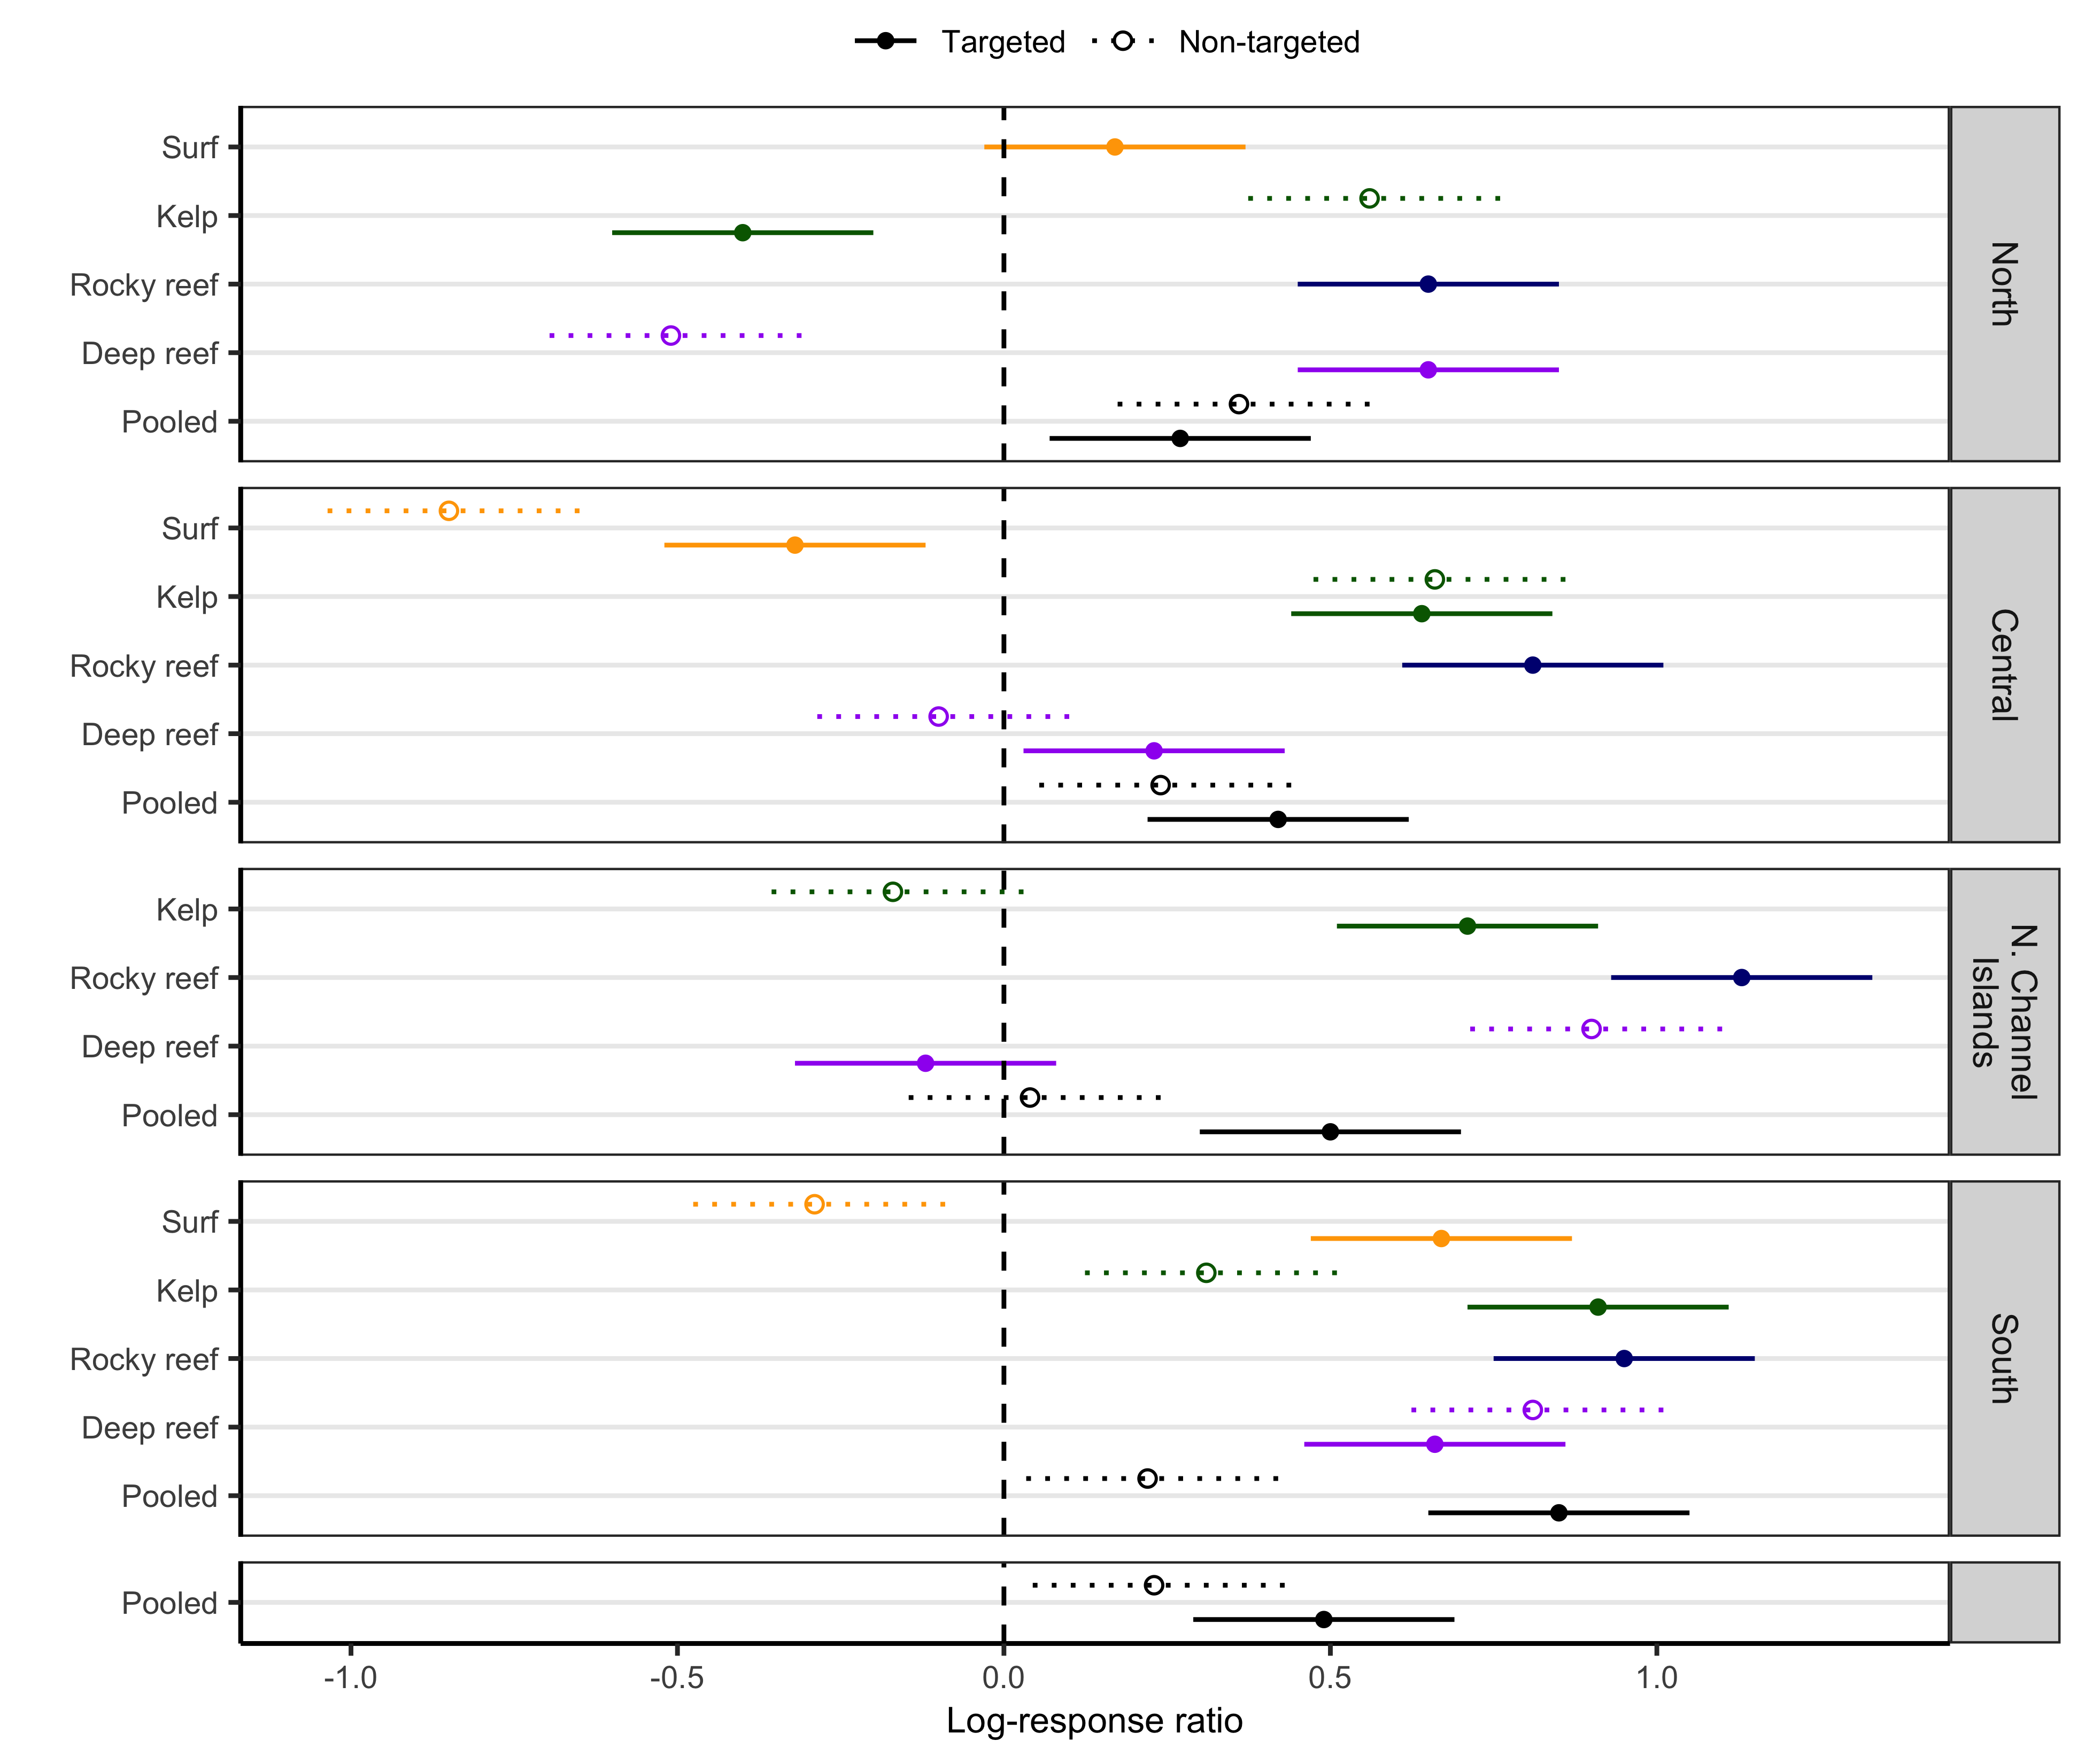 Targeted Non-targeted
Surf
Kelp
Rocky reef
Deep reef
Pooled
North
Surf
Kelp
Rocky reef
Deep reef
Pooled
Central
Kelp
Rocky reef
Deep reef
Pooled
N. Channel
Islands
Surf
Kelp
Rocky reef
Deep reef
Pooled
South
Pooled
-1.0 -0.5 0.0 0.5 1.0
Log-response ratio